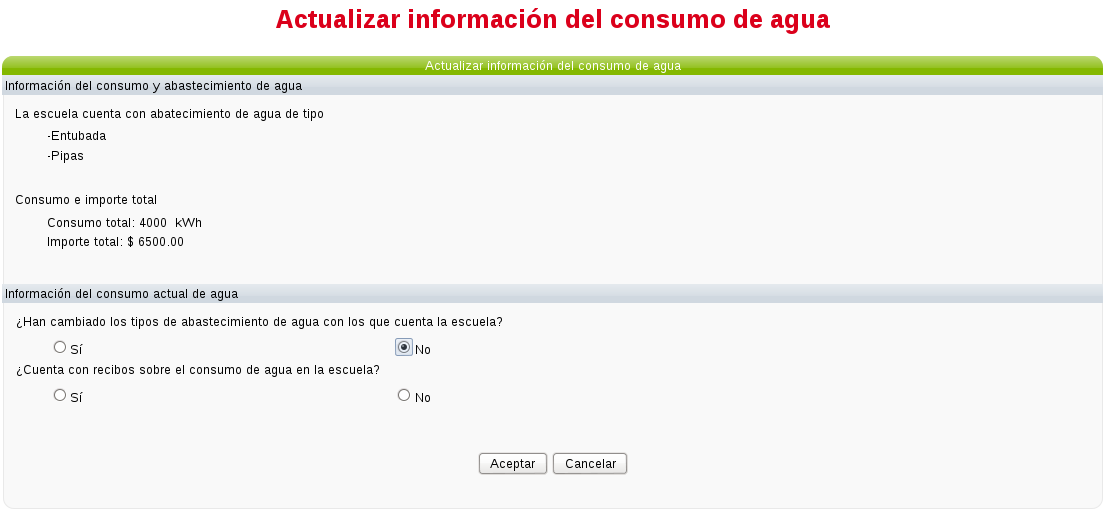 Actualizar información del consumo de agua
Actualizar información del consumo de agua
Información del consumo y abastecimiento de agua
La escuela cuenta con abatecimiento de agua de tipo
-Entubada
-Pipas
Consumo e importe total
Consumo total: 4000 kWh
Importe total: $ 6500.00
Información del consumo actual de agua
¿Han cambiado los tipos de abastecimiento de agua con los que cuenta la escuela?
Sí No
¿Cuenta con recibos sobre el consumo de agua en la escuela?
Sí No
Aceptar Cancelar